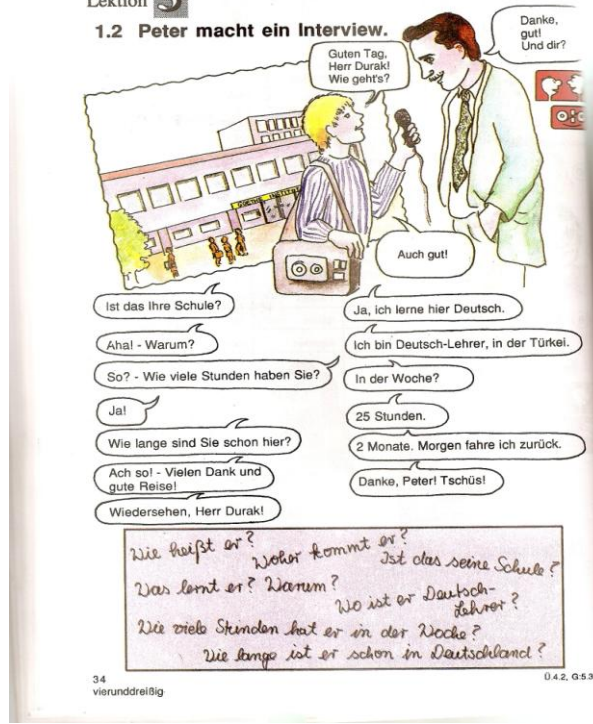 Lektion 5
1.2 Peter macht ein Interview.
Danke,
gut!
Und dir?
Guten Tag,
Herr Durak!
Wie geht's?
Auch gut!
Ist das Ihre Schule?
Ja, ich lerne hier Deutsch.
Aha! - Warum?
Ich bin Deutsch-Lehrer, in der Türkei.
So? - Wie viele Stunden haben Sie?
In der Woche?
Ja!
25 Stunden.
Wie lange sind Sie schon hier?
2 Monate. Morgen fahre ich zurück.
Ach so! - Vielen Dank und
gute Reise!
Danke, Peter! Tschüs!
Wiedersehen, Herr Durak!
Wie heißt er?
Woher kommt er?
Ist das seine Schule?
Was lernt er? Warum?
Wo ist er Deutsch-
Lehrer?
Wie viele Stunden hat er in der Woche?
Wie lange ist er schon in Deutschland?
34
vierunddreißig
Ü.4.2, G:5.3